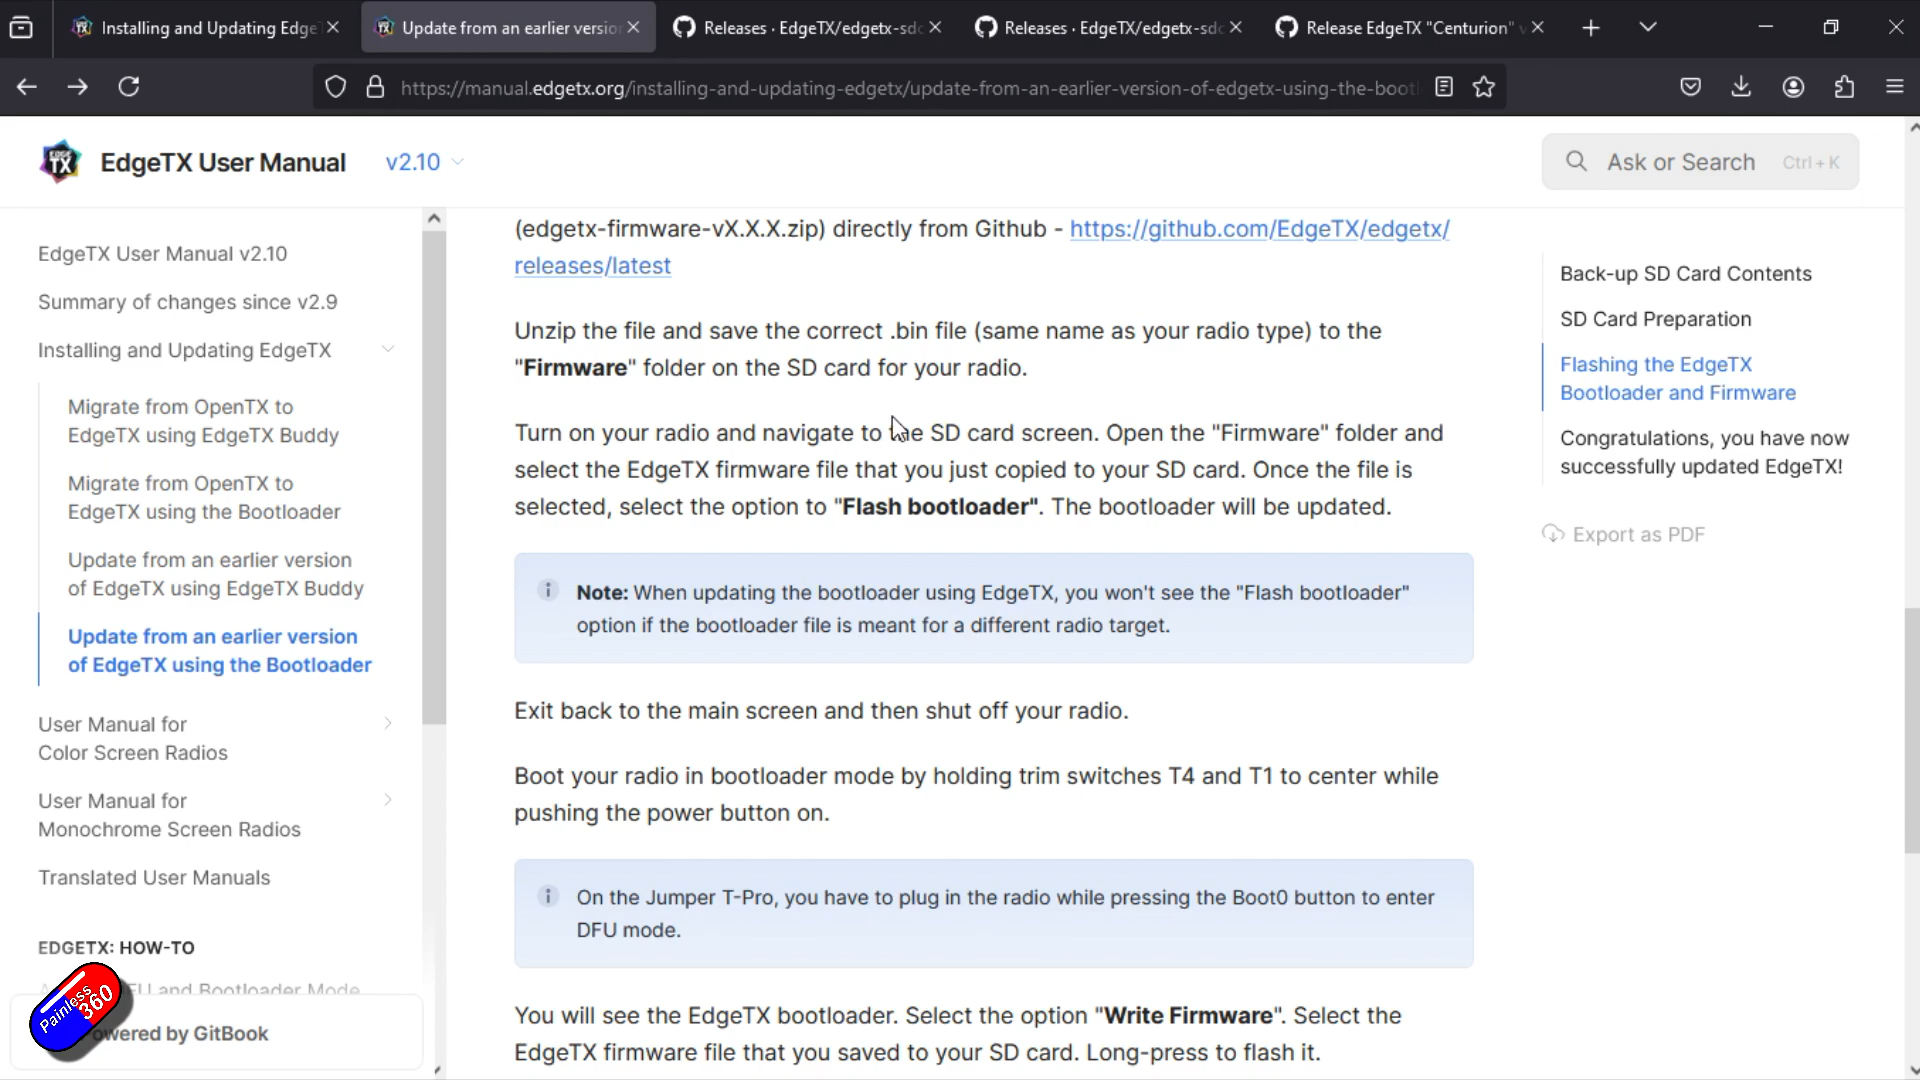 Installing and Updating Edge
Update from an earlier versio
Releases · EdgeTX/edgetx-sdc
Releases · EdgeTX/edgetx-sdc
Release EdgeTX "Centurion" v
https://manual.edgetx.org/installing-and-updating-edgetx/update-from-an-earlier-version-of-edgetx-using-the-bootl
EdgeTX User Manual
v2.10
Ask or Search
Ctrl+K
EdgeTX User Manual v2.10
Summary of changes since v2.9
Installing and Updating EdgeTX
Migrate from OpenTX to
EdgeTX using EdgeTX Buddy
Migrate from OpenTX to
EdgeTX using the Bootloader
Update from an earlier version
of EdgeTX using EdgeTX Buddy
Update from an earlier version
of EdgeTX using the Bootloader
User Manual for
Color Screen Radios
User Manual for
Monochrome Screen Radios
Translated User Manuals
EDGETX: HOW-TO
FU and Bootloader Mode
Powered by GitBook
Painless
360
(edgetx-firmware-vX.X.X.zip) directly from Github - https://github.com/EdgeTX/edgetx/
releases/latest
Unzip the file and save the correct .bin file (same name as your radio type) to the
"Firmware" folder on the SD card for your radio.
Turn on your radio and navigate to the SD card screen. Open the "Firmware" folder and
select the EdgeTX firmware file that you just copied to your SD card. Once the file is
selected, select the option to "Flash bootloader". The bootloader will be updated.
Note: When updating the bootloader using EdgeTX, you won't see the "Flash bootloader"
option if the bootloader file is meant for a different radio target.
Exit back to the main screen and then shut off your radio.
Boot your radio in bootloader mode by holding trim switches T4 and T1 to center while
pushing the power button on.
On the Jumper T-Pro, you have to plug in the radio while pressing the Boot0 button to enter
DFU mode.
You will see the EdgeTX bootloader. Select the option "Write Firmware". Select the
EdgeTX firmware file that you saved to your SD card. Long-press to flash it.
Back-up SD Card Contents
SD Card Preparation
Flashing the EdgeTX
Bootloader and Firmware
Congratulations, you have now
successfully updated EdgeTX!
Export as PDF